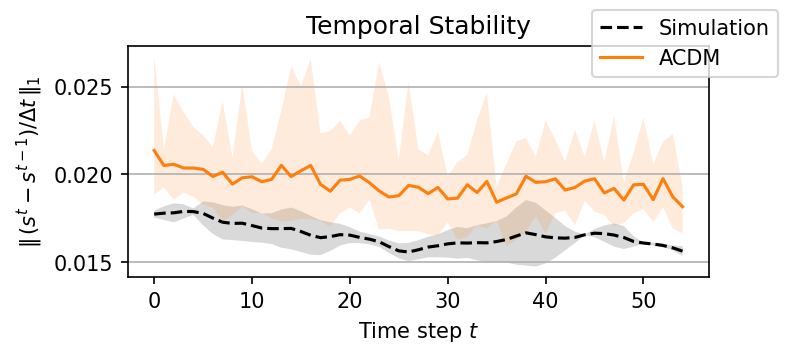 Temporal Stability
Simulation
ACDM
‖(s^t − s^{t−1})/Δt‖₁
0.025
0.020
0.015
0 10 20 30 40 50
Time step t